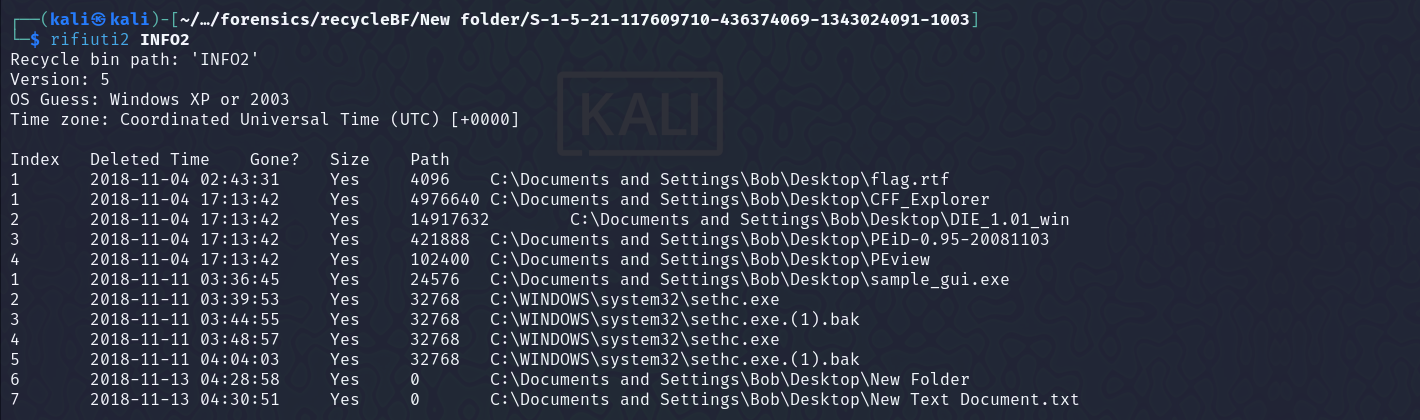 ┌──(kali㉿kali)-[~/…/forensics/recycleBF/New folder/S-1-5-21-117609710-436374069-1343024091-1003]
└─$ rifiuti2 INFO2
Recycle bin path: 'INFO2'
Version: 5
OS Guess: Windows XP or 2003
Time zone: Coordinated Universal Time (UTC) [+0000]
KALI
Index   Deleted Time    Gone?   Size    Path
1       2018-11-04 02:43:31     Yes     4096    C:\Documents and Settings\Bob\Desktop\flag.rtf
1       2018-11-04 17:13:42     Yes     4976640 C:\Documents and Settings\Bob\Desktop\CFF_Explorer
2       2018-11-04 17:13:42     Yes     14917632        C:\Documents and Settings\Bob\Desktop\DIE_1.01_win
3       2018-11-04 17:13:42     Yes     421888  C:\Documents and Settings\Bob\Desktop\PEiD-0.95-20081103
4       2018-11-04 17:13:42     Yes     102400  C:\Documents and Settings\Bob\Desktop\PEview
1       2018-11-11 03:36:45     Yes     24576   C:\Documents and Settings\Bob\Desktop\sample_gui.exe
2       2018-11-11 03:39:53     Yes     32768   C:\WINDOWS\system32\sethc.exe
3       2018-11-11 03:44:55     Yes     32768   C:\WINDOWS\system32\sethc.exe.(1).bak
4       2018-11-11 03:48:57     Yes     32768   C:\WINDOWS\system32\sethc.exe
5       2018-11-11 04:04:03     Yes     32768   C:\WINDOWS\system32\sethc.exe.(1).bak
6       2018-11-13 04:28:58     Yes     0       C:\Documents and Settings\Bob\Desktop\New Folder
7       2018-11-13 04:30:51     Yes     0       C:\Documents and Settings\Bob\Desktop\New Text Document.txt